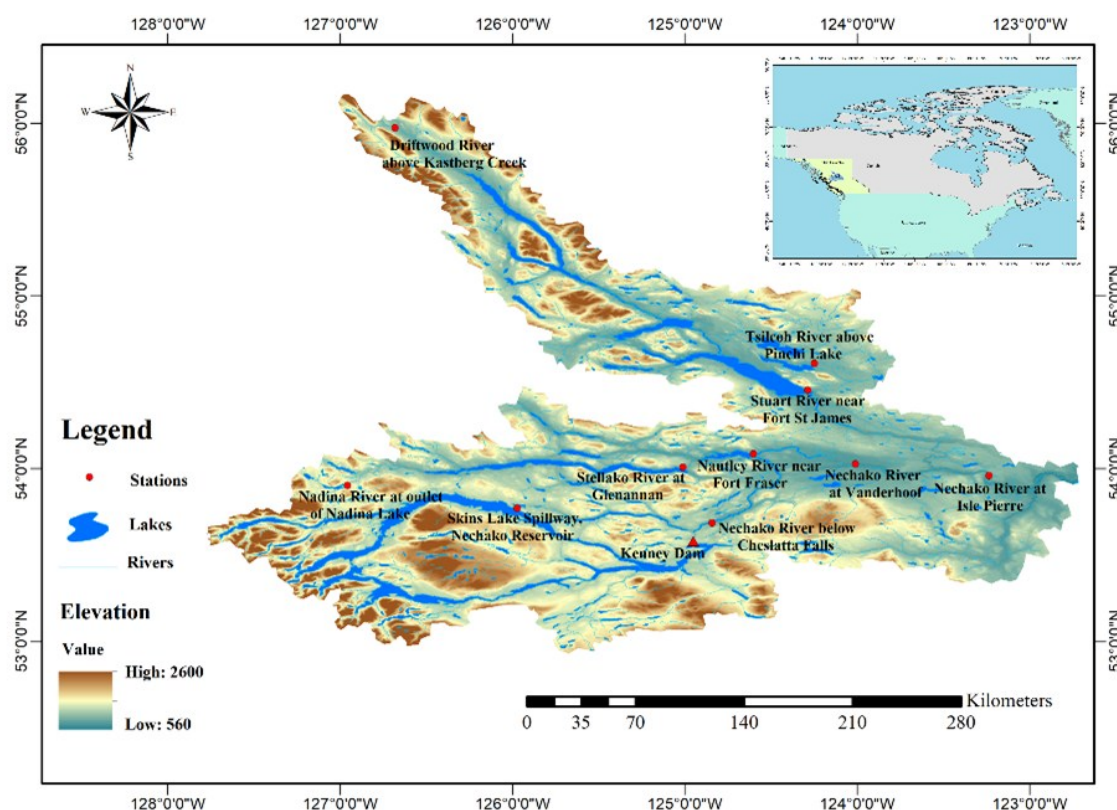 128°0'0"W 127°0'0"W 126°0'0"W 125°0'0"W 124°0'0"W 123°0'0"W
N
W E
S
56°0'0"N 56°0'0"N
55°0'0"N 55°0'0"N
54°0'0"N 54°0'0"N
53°0'0"N 53°0'0"N
Driftwood River
above Kastberg Creek
Tsilcoh River above
Pinchi Lake
Stuart River near
Fort St James
Stellako River at
Glenannan
Nautley River near
Fort Fraser
Nechako River
at Vanderhoof
Nechako River at
Isle Pierre
Nadina River at outlet
of Nadina Lake
Skins Lake Spillway,
Nechako Reservoir
Nechako River below
Cheslatta Falls
Kenney Dam
Legend
Stations
Lakes
Rivers
Elevation
Value
High: 2600
Low: 560
Kilometers
0 35 70 140 210 280
128°0'0"W 127°0'0"W 126°0'0"W 125°0'0"W 124°0'0"W 123°0'0"W